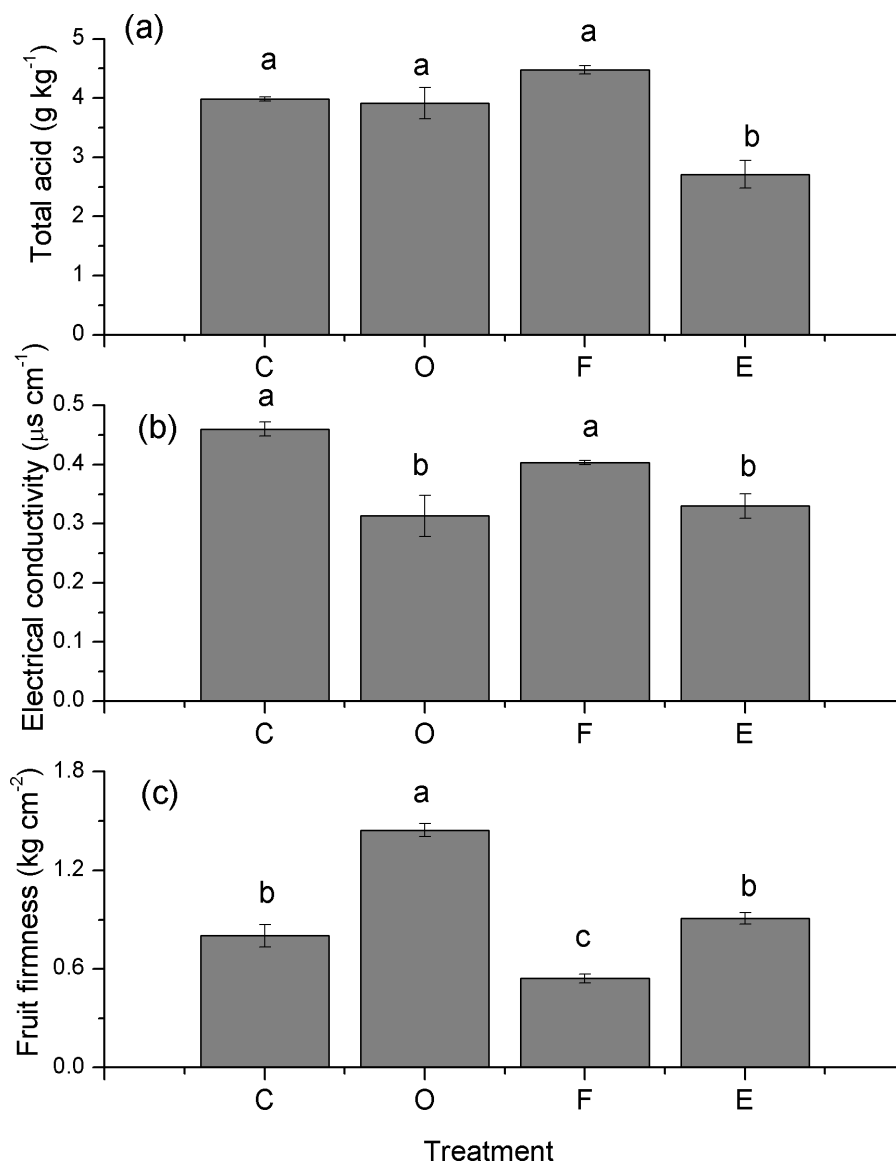 (a)
Total acid (g kg⁻¹)
5
4
3
2
1
0
a
a
a
b
C O F E
(b)
Electrical conductivity (μs cm⁻¹)
0.5
0.4
0.3
0.2
0.1
0.0
a
b
a
b
C O F E
(c)
Fruit firmness (kg cm⁻²)
1.8
1.2
0.6
0.0
b
a
c
b
C O F E
Treatment